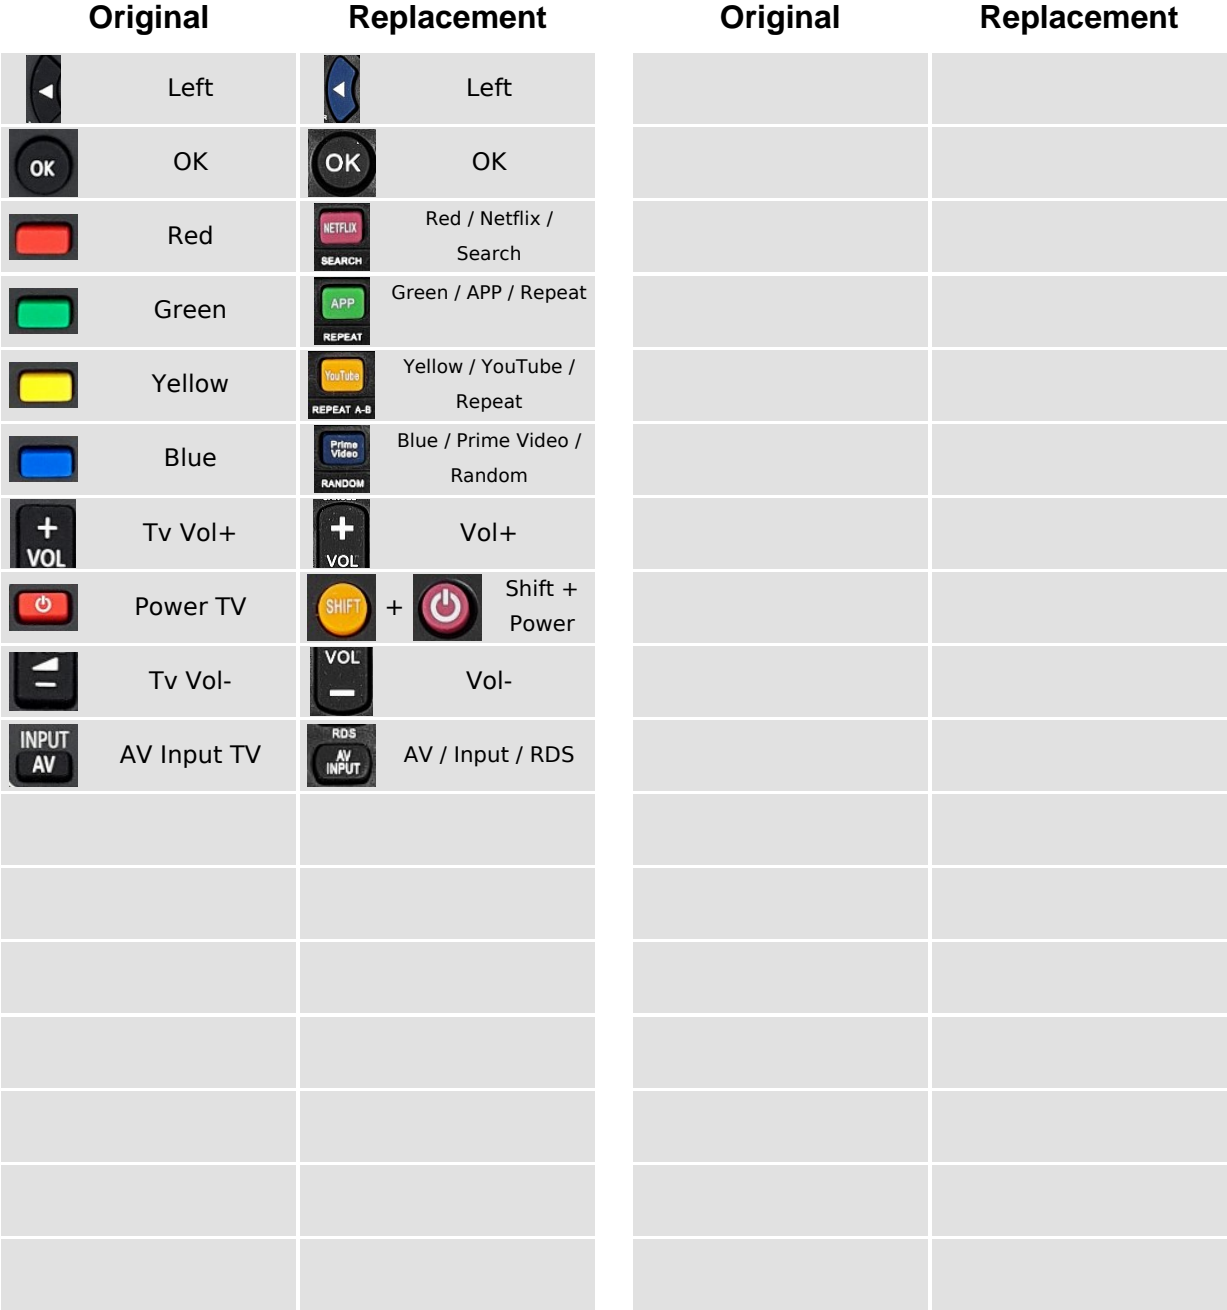 Original Replacement Original Replacement
Left Left
OK OK OK OK
Red NETFLIX SEARCH Red / Netflix /
Search
Green APP REPEAT Green / APP / Repeat
Yellow YouTube REPEAT A-B Yellow / YouTube /
Repeat
Blue Prime Video RANDOM Blue / Prime Video /
Random
+ VOL Tv Vol+ + VOL Vol+
Power TV SHIFT + Shift +
Power
Tv Vol- VOL Vol-
INPUT AV AV Input TV RDS AV INPUT AV / Input / RDS